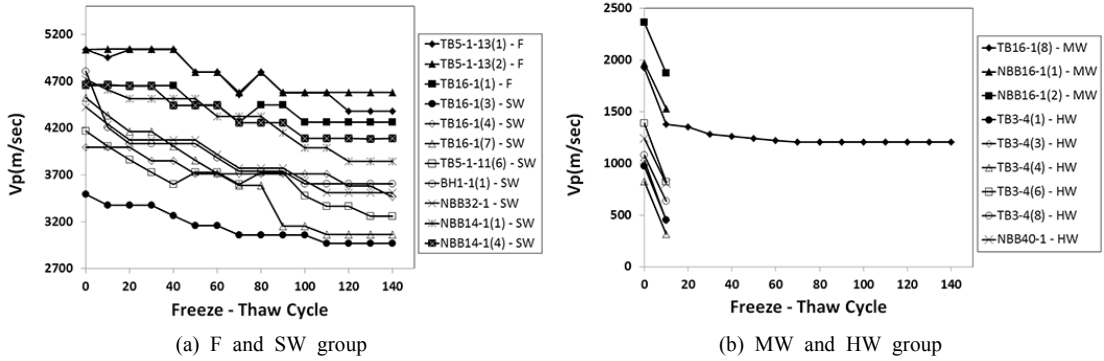 5200
4700
4200
3700
3200
2700
Vp(m/sec)
0 20 40 60 80 100 120 140
Freeze - Thaw Cycle
TB5-1-13(1) - F
TB5-1-13(2) - F
TB16-1(1) - F
TB16-1(3) - SW
TB16-1(4) - SW
TB16-1(7) - SW
TB5-1-11(6) - SW
BH1-1(1) - SW
NBB32-1 - SW
NBB14-1(1) - SW
NBB14-1(4) - SW
(a) F and SW group
2500
2000
1500
1000
500
0
Vp(m/sec)
0 20 40 60 80 100 120 140
Freeze - Thaw Cycle
TB16-1(8) - MW
NBB16-1(1) - MW
NBB16-1(2) - MW
TB3-4(1) - HW
TB3-4(3) - HW
TB3-4(4) - HW
TB3-4(6) - HW
TB3-4(8) - HW
NBB40-1 - HW
(b) MW and HW group